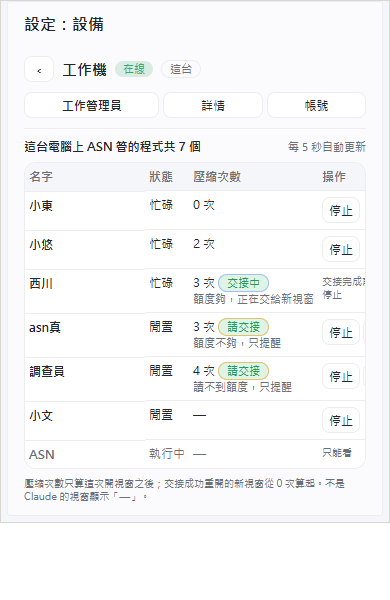 設定：設備
‹ 工作機 在線 這台
工作管理員 詳情 帳號
這台電腦上 ASN 管的程式共 7 個 每 5 秒自動更新
名字 狀態 壓縮次數 操作
小東 忙碌 0 次 停止
小悠 忙碌 2 次 停止
西川 忙碌 3 次 交接中 交接完成
額度夠，正在交給新視窗 停止
asn真 閒置 3 次 請交接 停止
額度不夠，只提醒
調查員 閒置 4 次 請交接 停止
讀不到額度，只提醒
小文 閒置 — 停止
ASN 執行中 — 只能看
壓縮次數只算這次開視窗之後；交接成功重開的新視窗從 0 次算起。不是
Claude 的視窗顯示「—」。